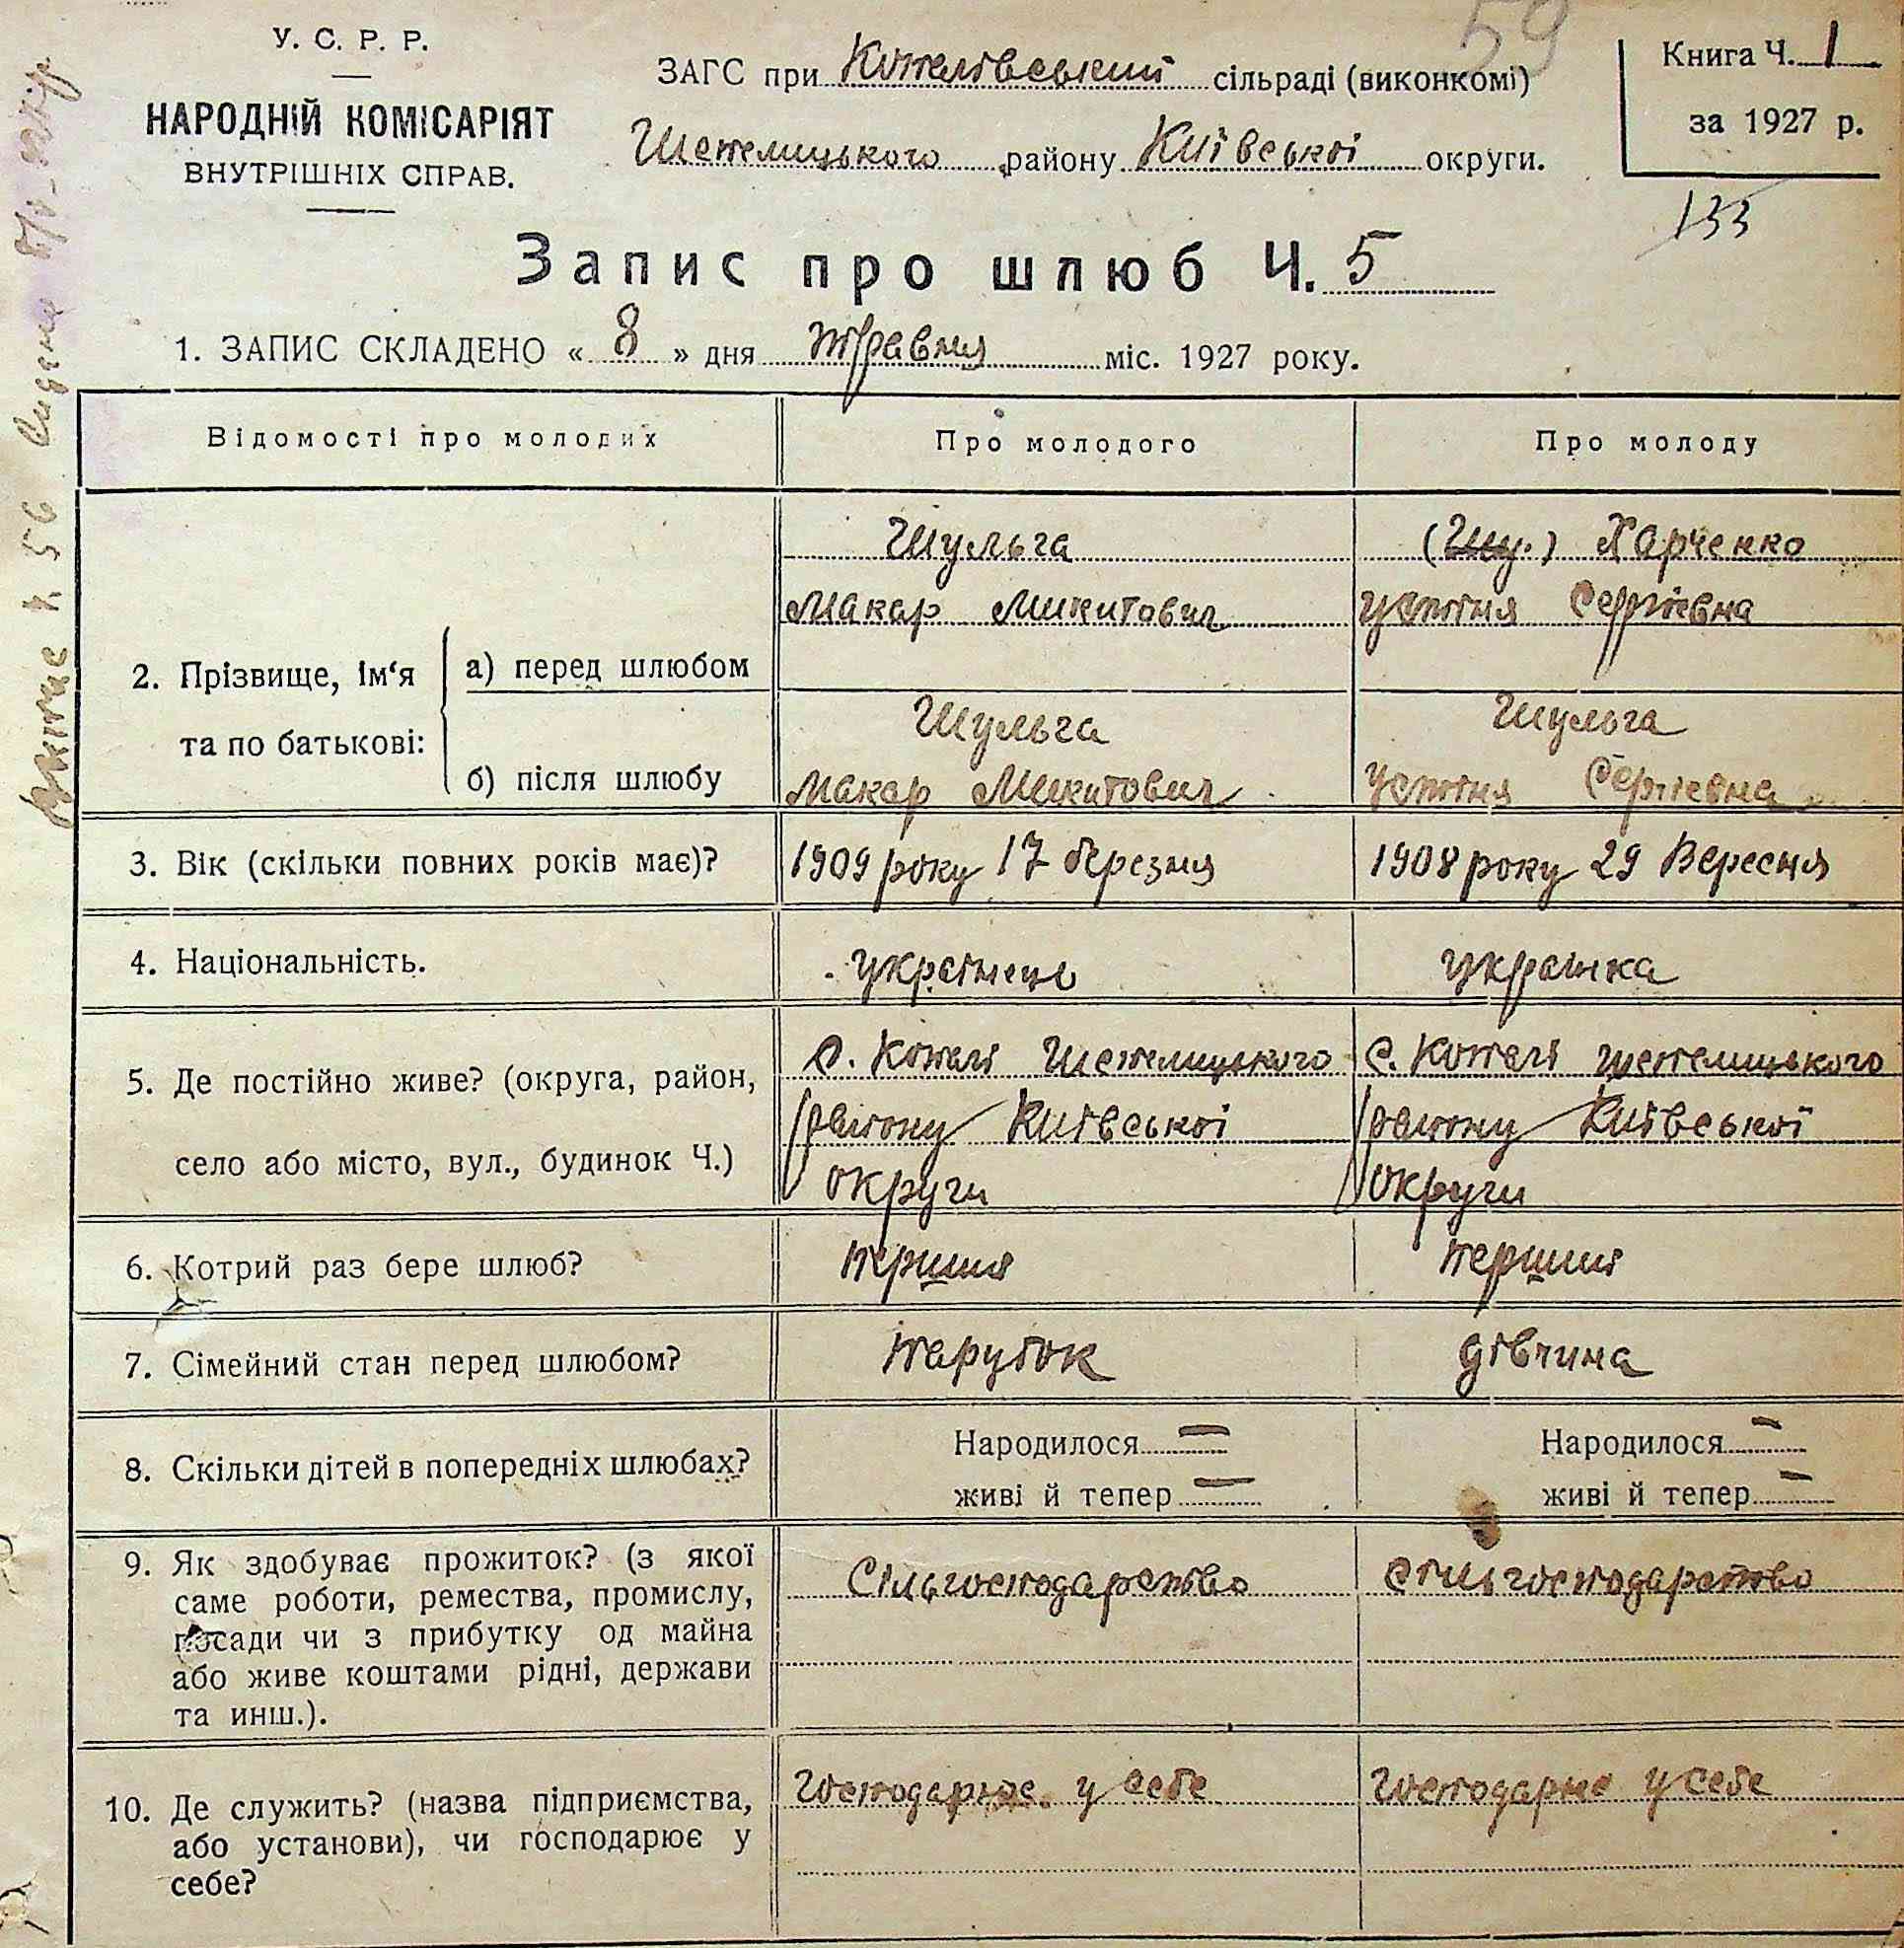 59
У. С. Р. Р.
НАРОДНІЙ КОМІСАРІЯТ
ВНУТРІШНІХ СПРАВ.
ЗАГС при Копилівський сільраді (виконкомі)
Шепелицького району Київської округи.
Книга Ч. 1
за 1927 р.
133
Запис про шлюб Ч. 5
1. ЗАПИС СКЛАДЕНО « 8 » дня травня міс. 1927 року.
Відомості про молодих
Про молодого
Про молоду
2. Прізвище, ім‘я
та по батькові:
а) перед шлюбом
Шульга
Макар Микитович
(Шу.) Харченко
Устіня Сергіевна
б) після шлюбу
Шульга
Макар Микитович
Шульга
Устіня Сергіевна
3. Вік (скільки повних років має)?
1909 року 17 березня
1908 року 29 Вересня
4. Національність.
українець
українка
5. Де постійно живе? (округа, район,
село або місто, вул., будинок Ч.)
с. Копелі Шепелицького
району Київської
округи
с. Копелі Шепелицького
району Київської
округи
6. Котрий раз бере шлюб?
перший
перший
7. Сімейний стан перед шлюбом?
парубок
дівчина
8. Скільки дітей в попередніх шлюбах?
Народилося —
живі й тепер —
Народилося —
живі й тепер —
9. Як здобуває прожиток? (з якої
саме роботи, ремества, промислу,
посади чи з прибутку од майна
або живе коштами рідні, держави
та инш.).
Сільгосподарство
Сільгосподарство
10. Де служить? (назва підприємства,
або установи), чи господарює у
себе?
Господарює у себе
Господарює у себе